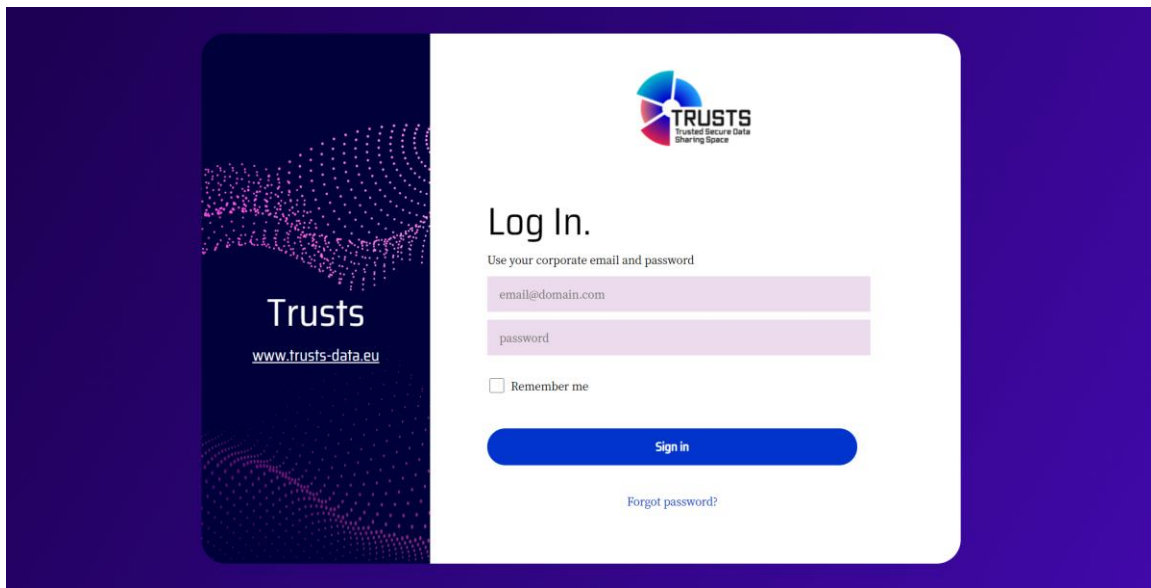 Trusts
www.trusts-data.eu
TRUSTS
Trusted Secure Data
Sharing Space
Log In.
Use your corporate email and password
email@domain.com
password
Remember me
Sign in
Forgot password?